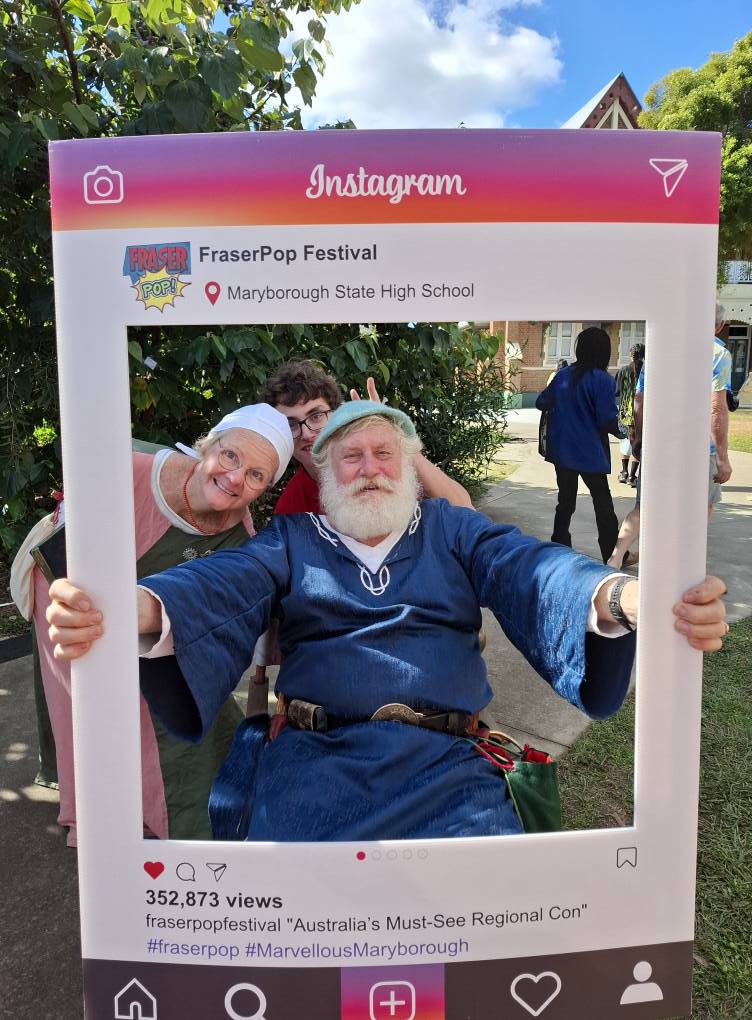 Instagram
FRASER
POP!
FraserPop Festival
Maryborough State High School
352,873 views
fraserpopfestival "Australia's Must-See Regional Con"
#fraserpop #MarvellousMaryborough